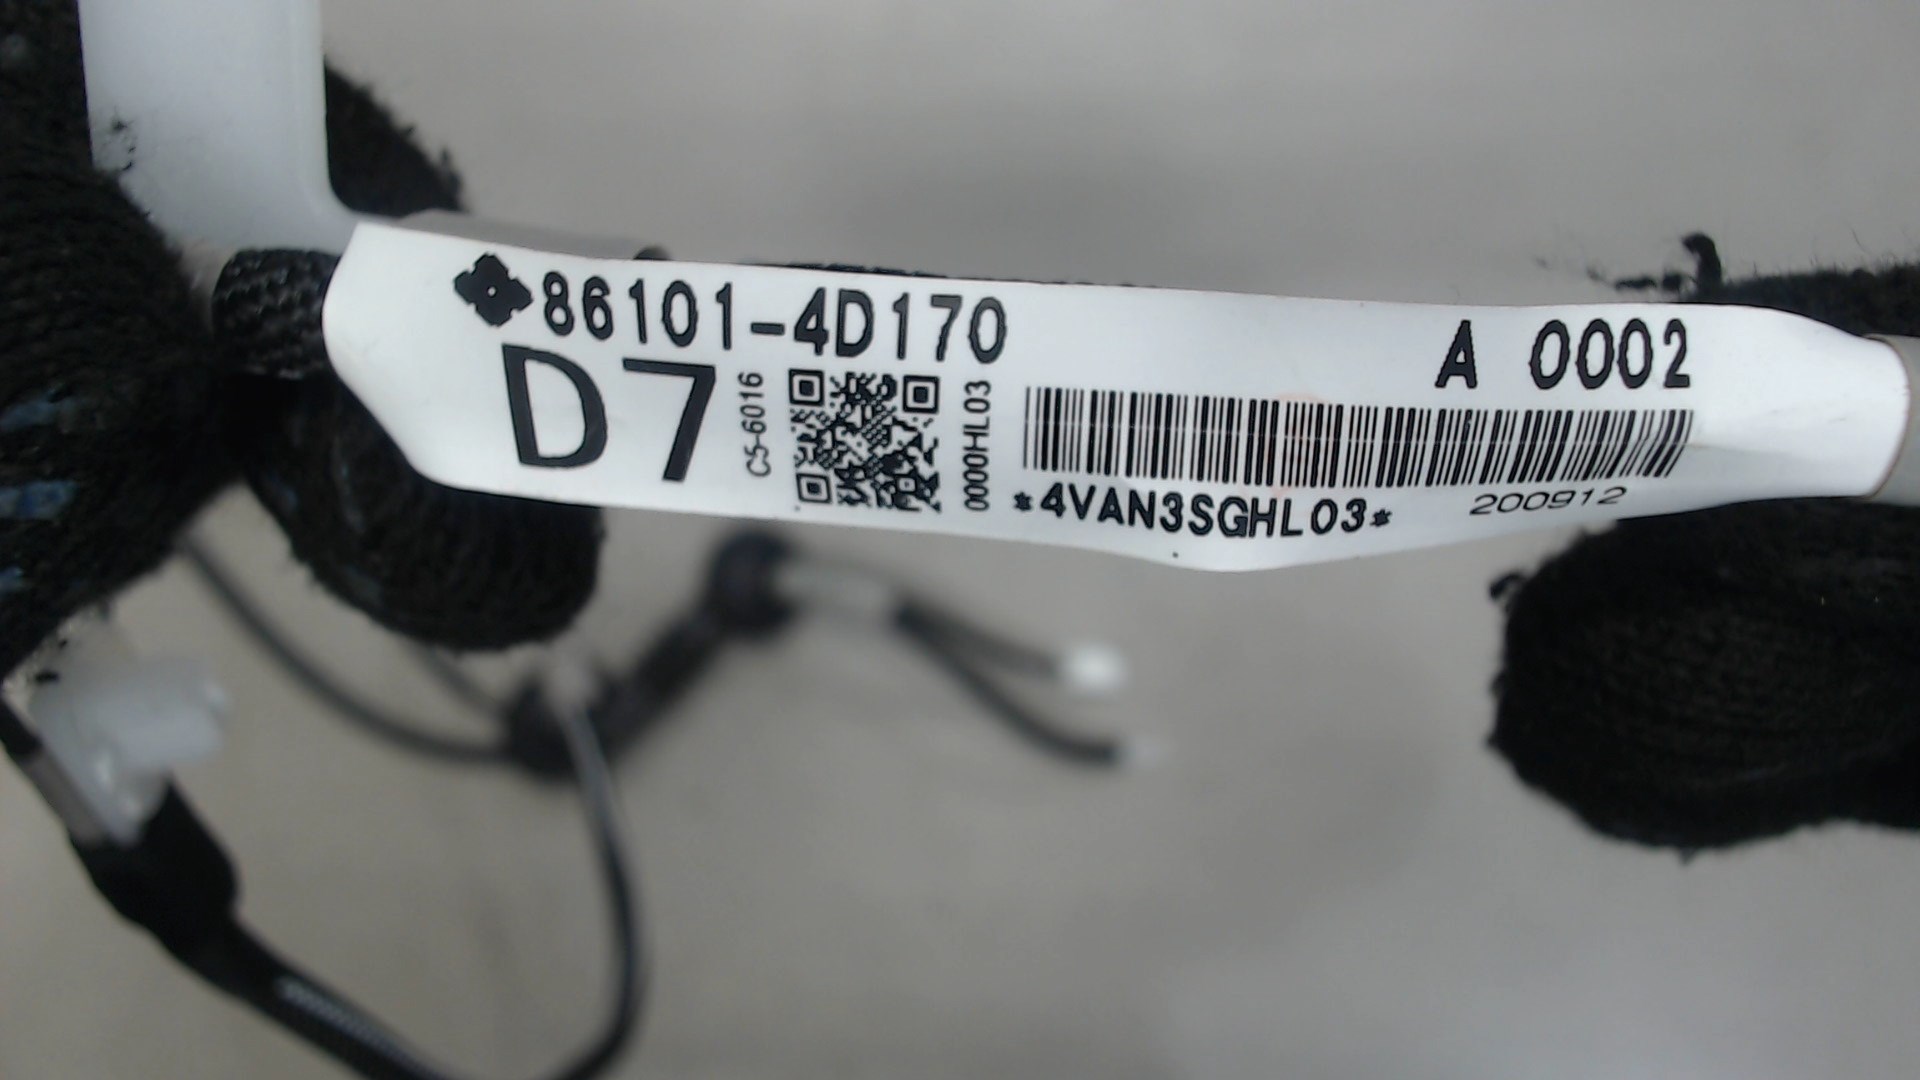 86101-4D170
A 0002
D7
C5-6016
0000HL03
*4VAN3SGHL03*
200912